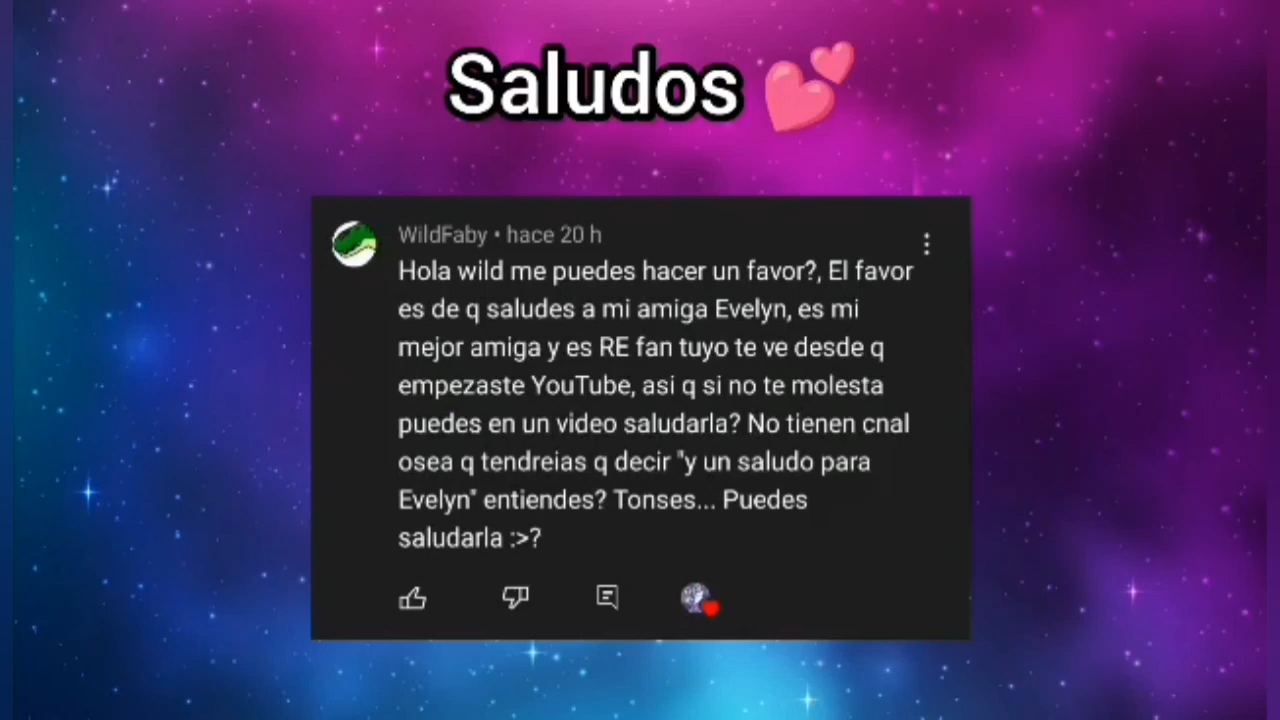 Saludos 💕
WildFaby • hace 20 h
Hola wild me puedes hacer un favor?, El favor
es de q saludes a mi amiga Evelyn, es mi
mejor amiga y es RE fan tuyo te ve desde q
empezaste YouTube, asi q si no te molesta
puedes en un video saludarla? No tienen cnal
osea q tendreias q decir "y un saludo para
Evelyn" entiendes? Tonses... Puedes
saludarla :>?